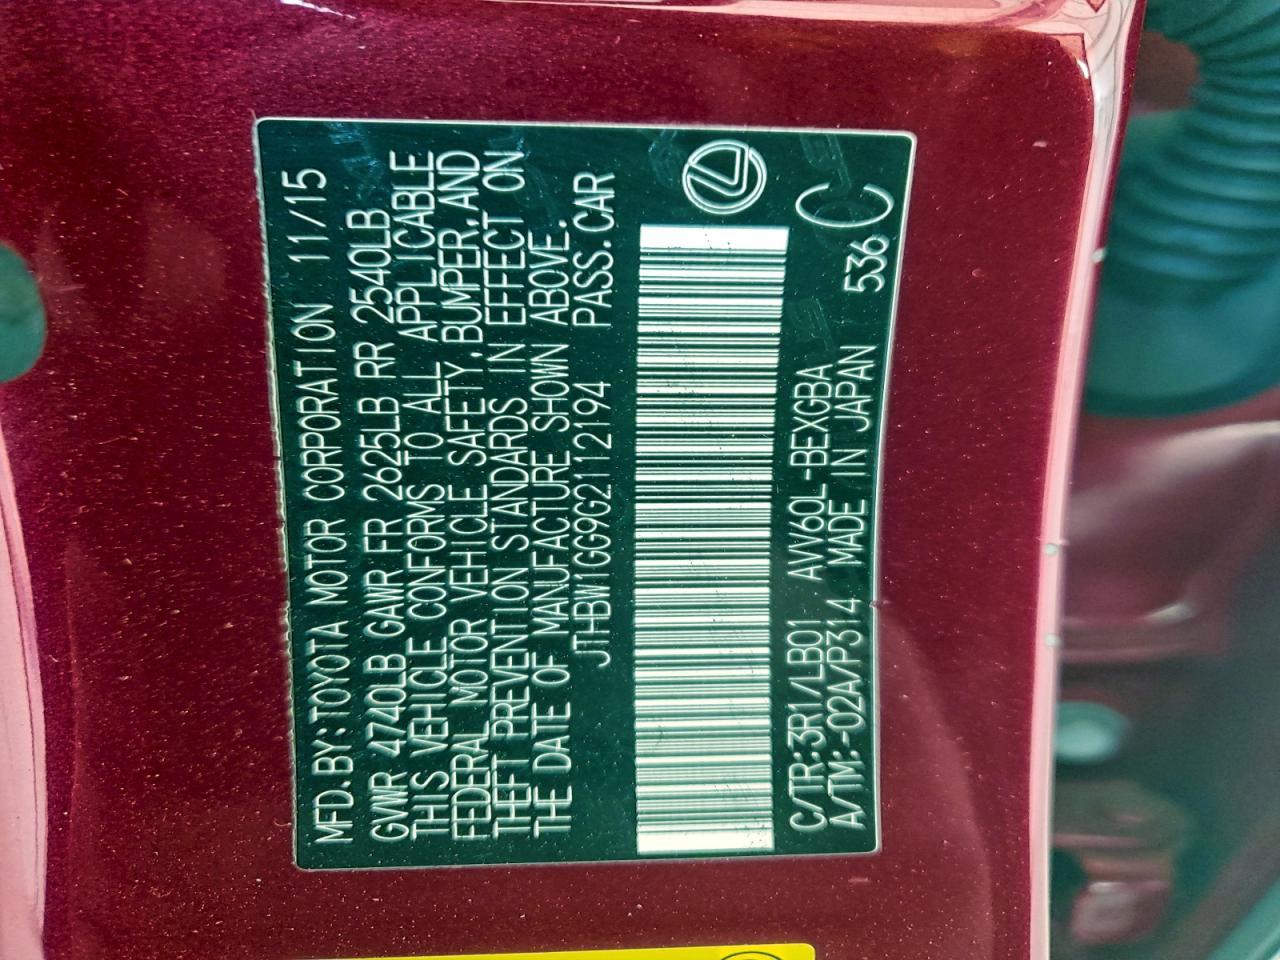 MFD.BY:TOYOTA MOTOR CORPORATION 11/15
GVWR 4740LB GAWR FR 2625LB RR 2540LB
THIS VEHICLE CONFORMS TO ALL APPLICABLE
FEDERAL MOTOR VEHICLE SAFETY,BUMPER,AND
THEFT PREVENTION STANDARDS IN EFFECT ON
THE DATE OF MANUFACTURE SHOWN ABOVE.
JTHBW1GG9G2112194 PASS.CAR
C/TR:3R1/LB01 AVV60L-BEXGBA
A/TM:-02A/P314 MADE IN JAPAN 536 C